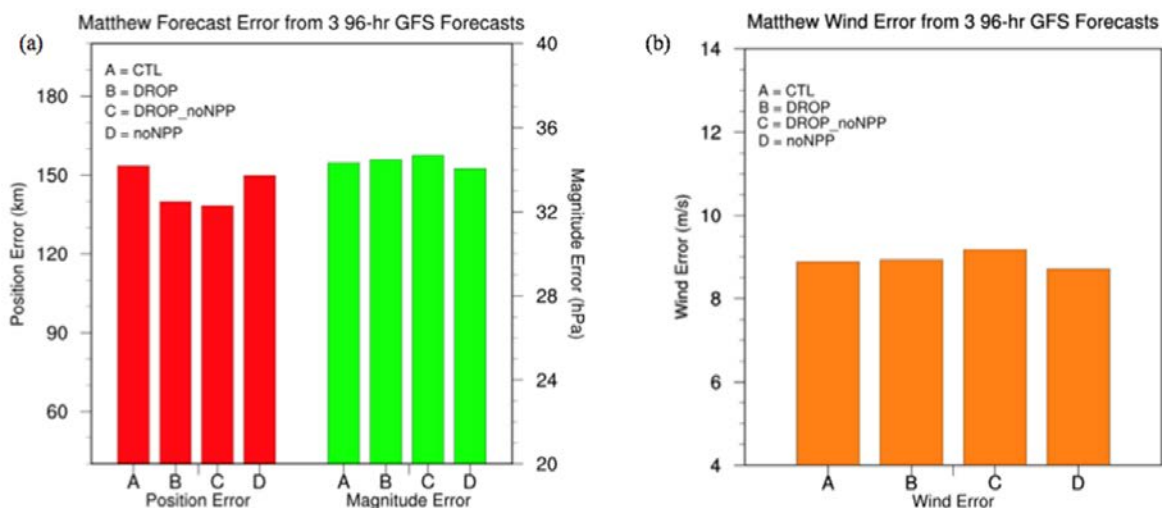 Matthew Forecast Error from 3 96-hr GFS Forecasts
(a)
A = CTL
B = DROP
C = DROP_noNPP
D = noNPP
Position Error (km)
180
150
120
90
60
40
36
32
28
24
20
Magnitude Error (hPa)
A B C D A B C D
Position Error Magnitude Error
Matthew Wind Error from 3 96-hr GFS Forecasts
(b)
A = CTL
B = DROP
C = DROP_noNPP
D = noNPP
Wind Error (m/s)
14
12
10
8
6
4
A B C D
Wind Error